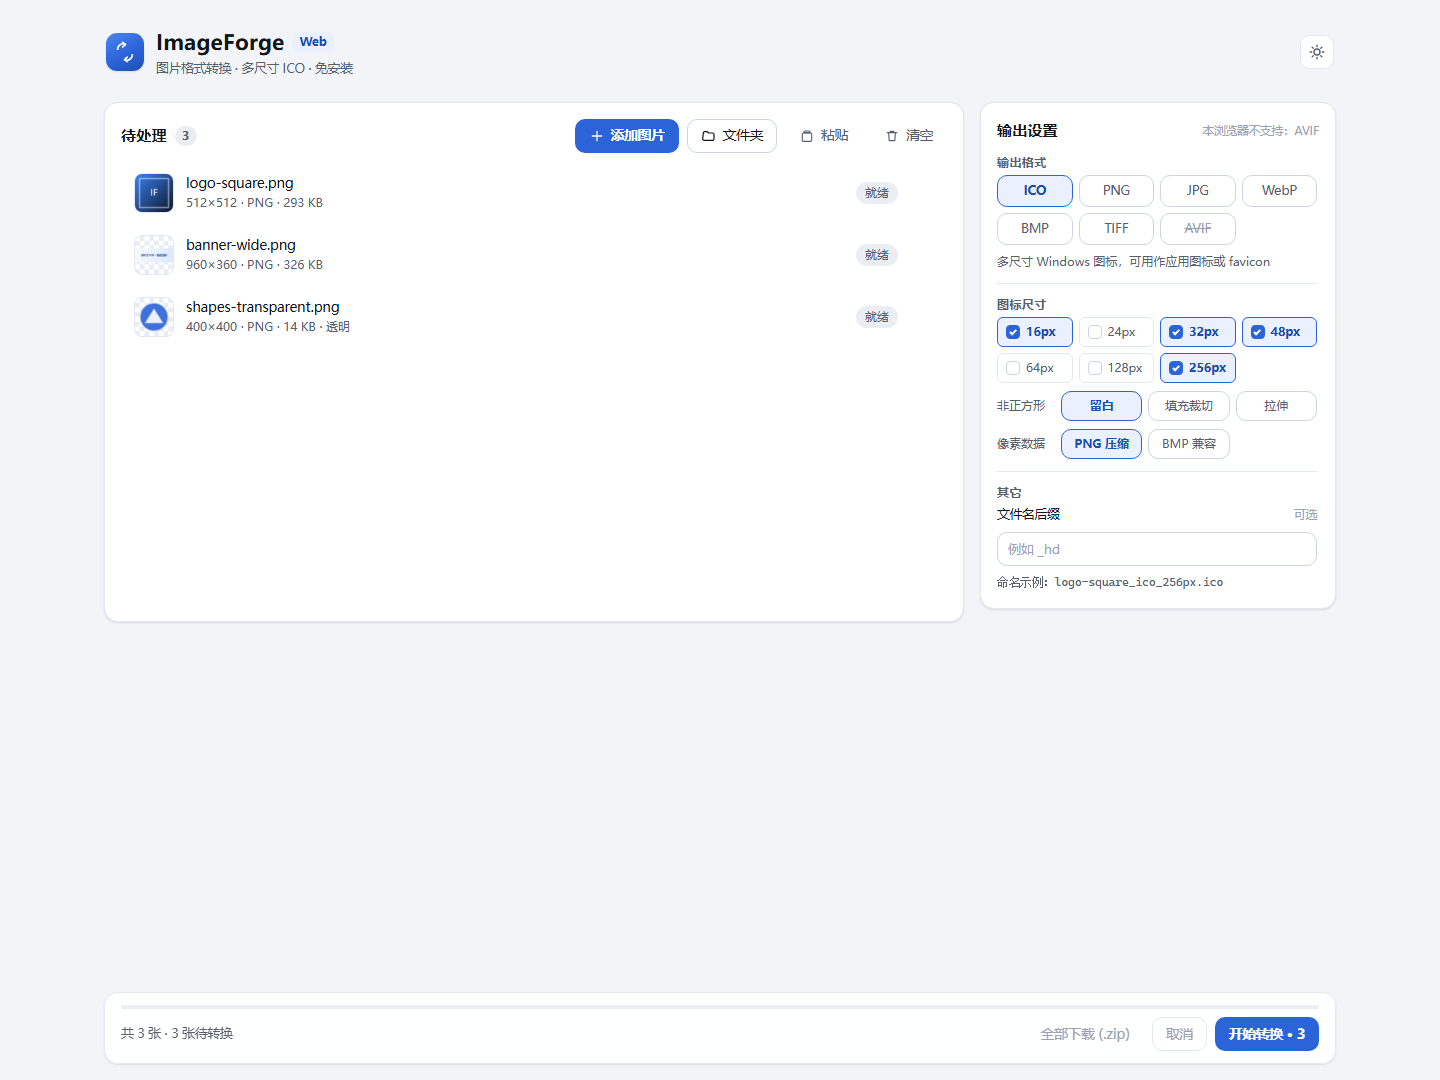 ImageForge Web
图片格式转换 · 多尺寸 ICO · 免安装
待处理 3
添加图片 文件夹 粘贴 清空
IF
logo-square.png
512×512 · PNG · 293 KB
就绪
banner-wide.png
960×360 · PNG · 326 KB
就绪
shapes-transparent.png
400×400 · PNG · 14 KB · 透明
就绪
输出设置 本浏览器不支持：AVIF
输出格式
ICO PNG JPG WebP
BMP TIFF AVIF
多尺寸 Windows 图标，可用作应用图标或 favicon
图标尺寸
16px 24px 32px 48px
64px 128px 256px
非正方形 留白 填充裁切 拉伸
像素数据 PNG 压缩 BMP 兼容
其它
文件名后缀 可选
例如 _hd
命名示例：logo-square_ico_256px.ico
共 3 张 · 3 张待转换
全部下载 (.zip) 取消 开始转换 • 3